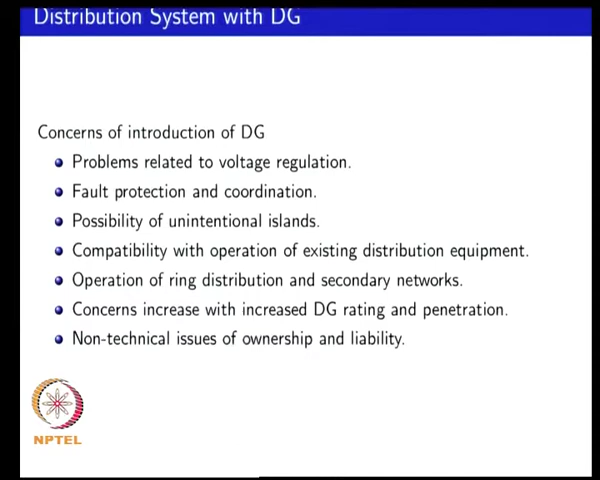 Distribution System with DG
Concerns of introduction of DG
Problems related to voltage regulation.
Fault protection and coordination.
Possibility of unintentional islands.
Compatibility with operation of existing distribution equipment.
Operation of ring distribution and secondary networks.
Concerns increase with increased DG rating and penetration.
Non-technical issues of ownership and liability.
NPTEL